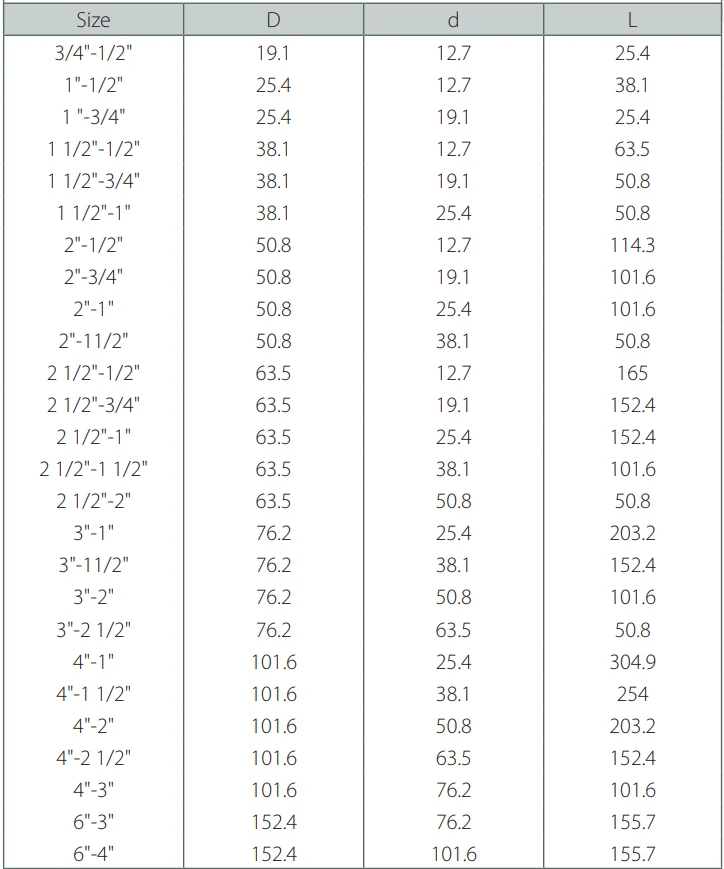 Size D d L
3/4"-1/2" 19.1 12.7 25.4
1"-1/2" 25.4 12.7 38.1
1 "-3/4" 25.4 19.1 25.4
1 1/2"-1/2" 38.1 12.7 63.5
1 1/2"-3/4" 38.1 19.1 50.8
1 1/2"-1" 38.1 25.4 50.8
2"-1/2" 50.8 12.7 114.3
2"-3/4" 50.8 19.1 101.6
2"-1" 50.8 25.4 101.6
2"-11/2" 50.8 38.1 50.8
2 1/2"-1/2" 63.5 12.7 165
2 1/2"-3/4" 63.5 19.1 152.4
2 1/2"-1" 63.5 25.4 152.4
2 1/2"-1 1/2" 63.5 38.1 101.6
2 1/2"-2" 63.5 50.8 50.8
3"-1" 76.2 25.4 203.2
3"-11/2" 76.2 38.1 152.4
3"-2" 76.2 50.8 101.6
3"-2 1/2" 76.2 63.5 50.8
4"-1" 101.6 25.4 304.9
4"-1 1/2" 101.6 38.1 254
4"-2" 101.6 50.8 203.2
4"-2 1/2" 101.6 63.5 152.4
4"-3" 101.6 76.2 101.6
6"-3" 152.4 76.2 155.7
6"-4" 152.4 101.6 155.7